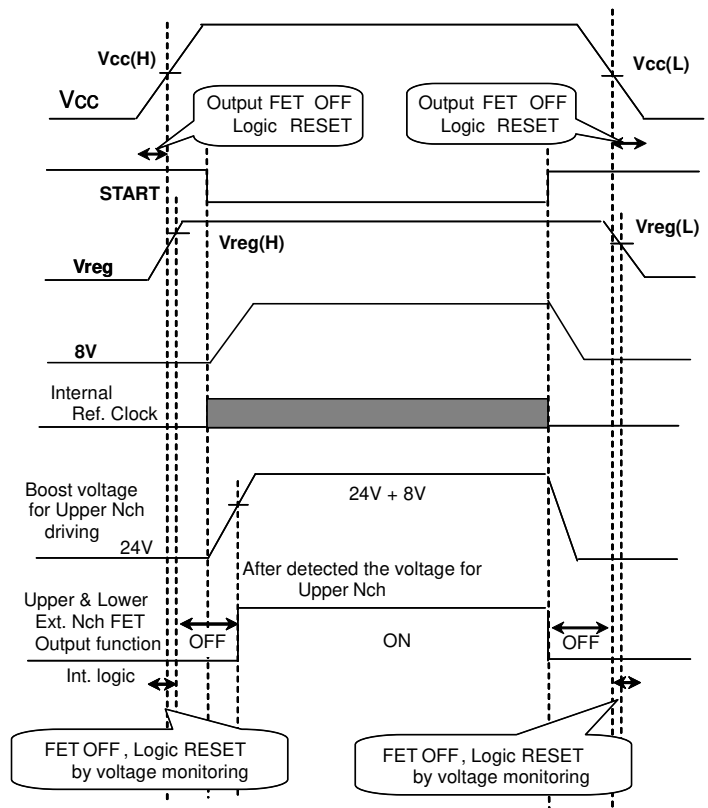 Vcc(H)
Vcc(L)
Vcc
Output FET OFF
Logic RESET
Output FET OFF
Logic RESET
START
Vreg(H)
Vreg(L)
Vreg
8V
Internal
Ref. Clock
Boost voltage
for Upper Nch
driving
24V
24V + 8V
After detected the voltage for
Upper Nch
Upper & Lower
Ext. Nch FET
Output function
OFF
ON
OFF
Int. logic
FET OFF , Logic RESET
by voltage monitoring
FET OFF , Logic RESET
by voltage monitoring